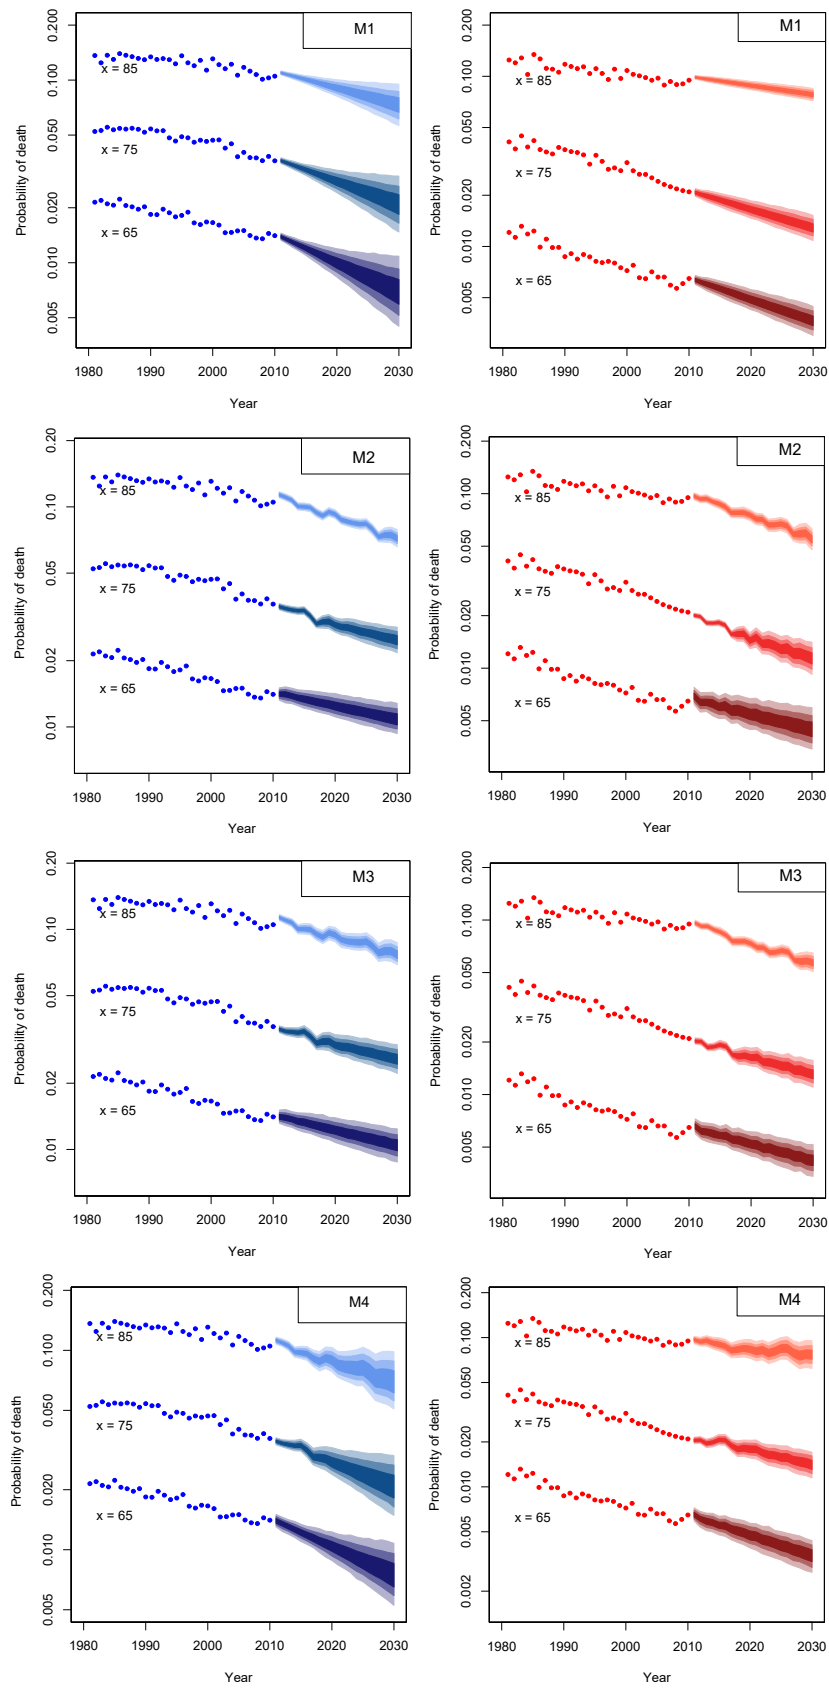 M1
Probability of death
0.005 0.010 0.020 0.050 0.100 0.200
x = 85
x = 75
x = 65
1980 1990 2000 2010 2020 2030
Year
M1
Probability of death
0.005 0.010 0.020 0.050 0.100 0.200
x = 85
x = 75
x = 65
1980 1990 2000 2010 2020 2030
Year
M2
Probability of death
0.01 0.02 0.05 0.10 0.20
x = 85
x = 75
x = 65
1980 1990 2000 2010 2020 2030
Year
M2
Probability of death
0.005 0.010 0.020 0.050 0.100 0.200
x = 85
x = 75
x = 65
1980 1990 2000 2010 2020 2030
Year
M3
Probability of death
0.01 0.02 0.05 0.10 0.20
x = 85
x = 75
x = 65
1980 1990 2000 2010 2020 2030
Year
M3
Probability of death
0.005 0.010 0.020 0.050 0.100 0.200
x = 85
x = 75
x = 65
1980 1990 2000 2010 2020 2030
Year
M4
Probability of death
0.005 0.010 0.020 0.050 0.100 0.200
x = 85
x = 75
x = 65
1980 1990 2000 2010 2020 2030
Year
M4
Probability of death
0.002 0.005 0.010 0.020 0.050 0.100 0.200
x = 85
x = 75
x = 65
1980 1990 2000 2010 2020 2030
Year